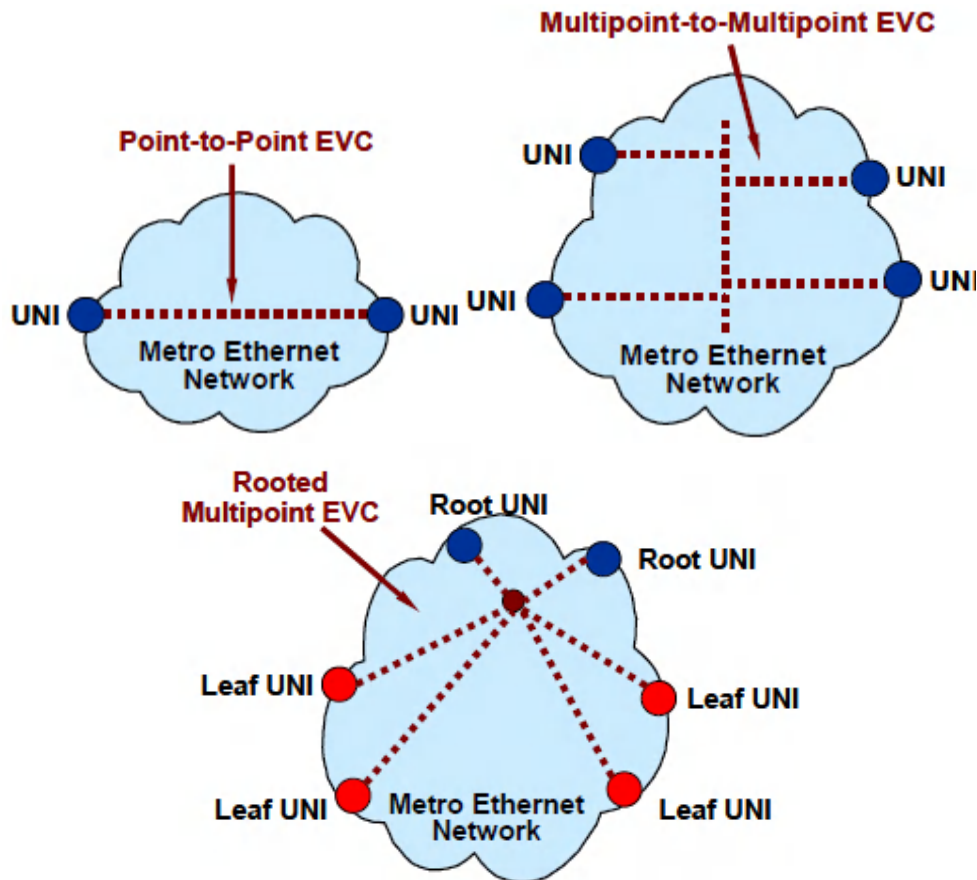 Multipoint-to-Multipoint EVC
Point-to-Point EVC
UNI
UNI
UNI
UNI
UNI
UNI
Metro Ethernet
Network
Metro Ethernet
Network
Rooted
Multipoint EVC
Root UNI
Root UNI
Leaf UNI
Leaf UNI
Leaf UNI
Leaf UNI
Metro Ethernet
Network